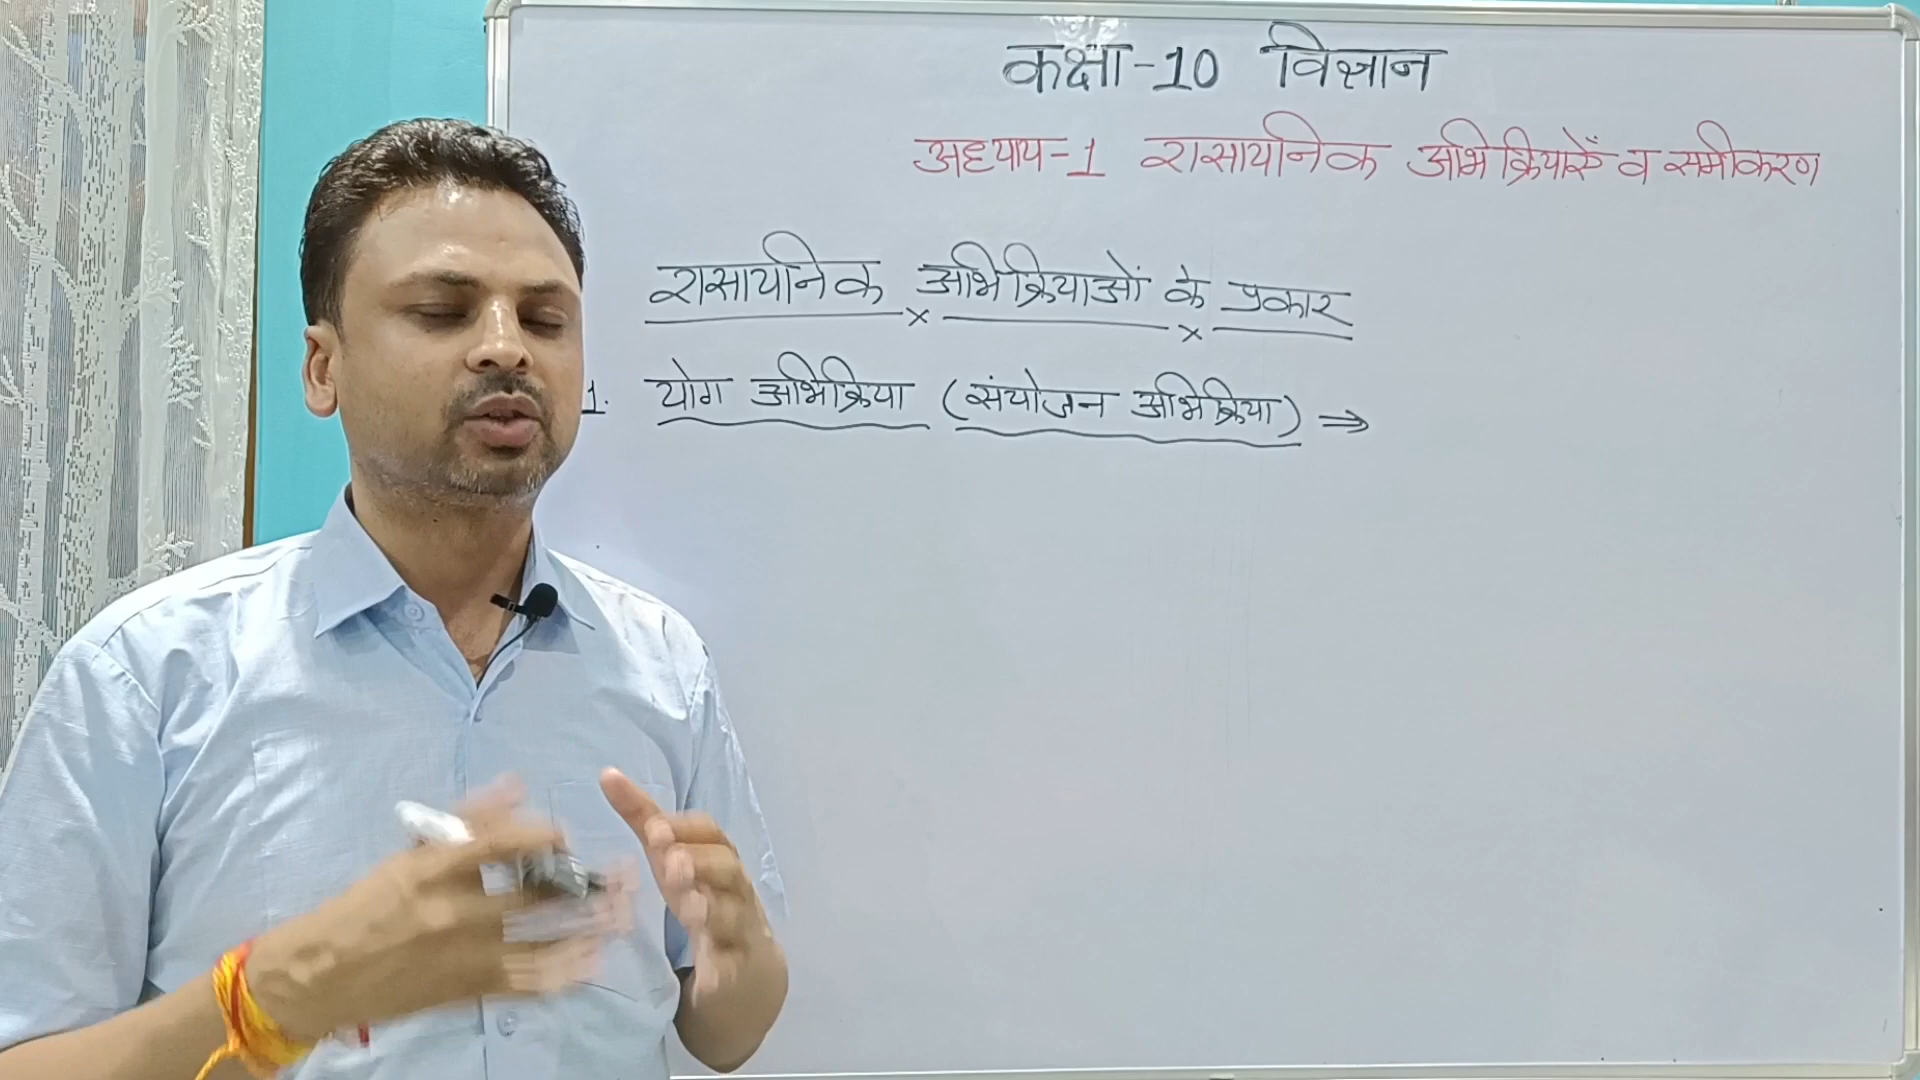 कक्षा-10 विज्ञान
अध्याय-1 रासायनिक अभिक्रियाएँ व समीकरण
रासायनिक अभिक्रियाओं के प्रकार
1. योग अभिक्रिया (संयोजन अभिक्रिया) ⇒